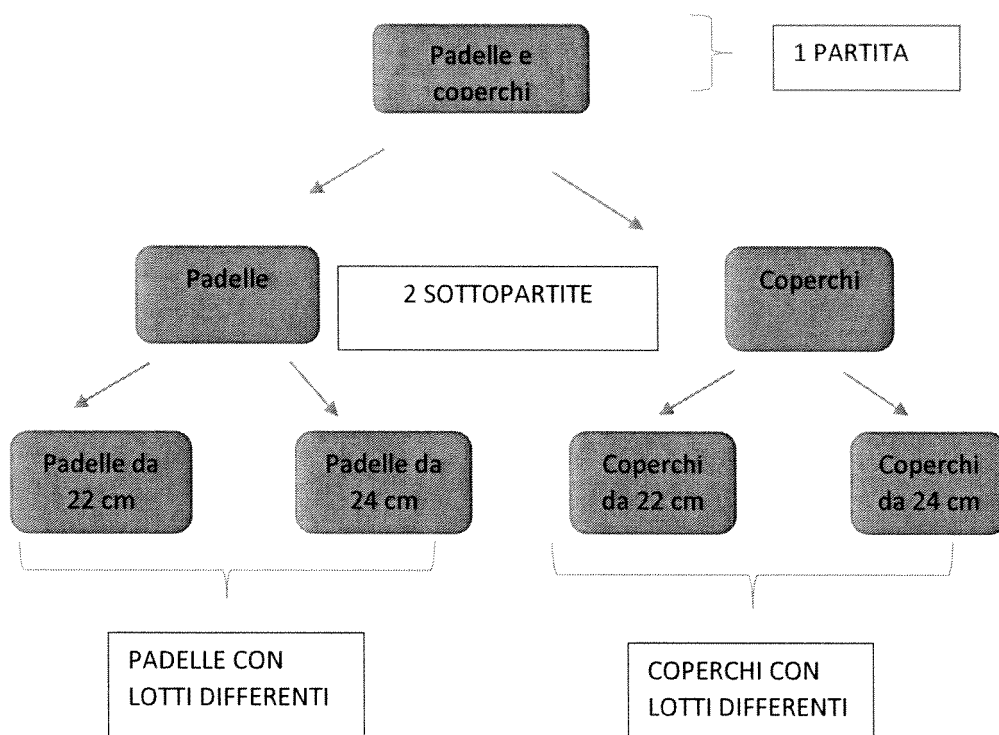 Padelle e
coperchi
1 PARTITA
Padelle
2 SOTTOPARTITE
Coperchi
Padelle da
22 cm
Padelle da
24 cm
Coperchi
da 22 cm
Coperchi
da 24 cm
PADELLE CON
LOTTI DIFFERENTI
COPERCHI CON
LOTTI DIFFERENTI